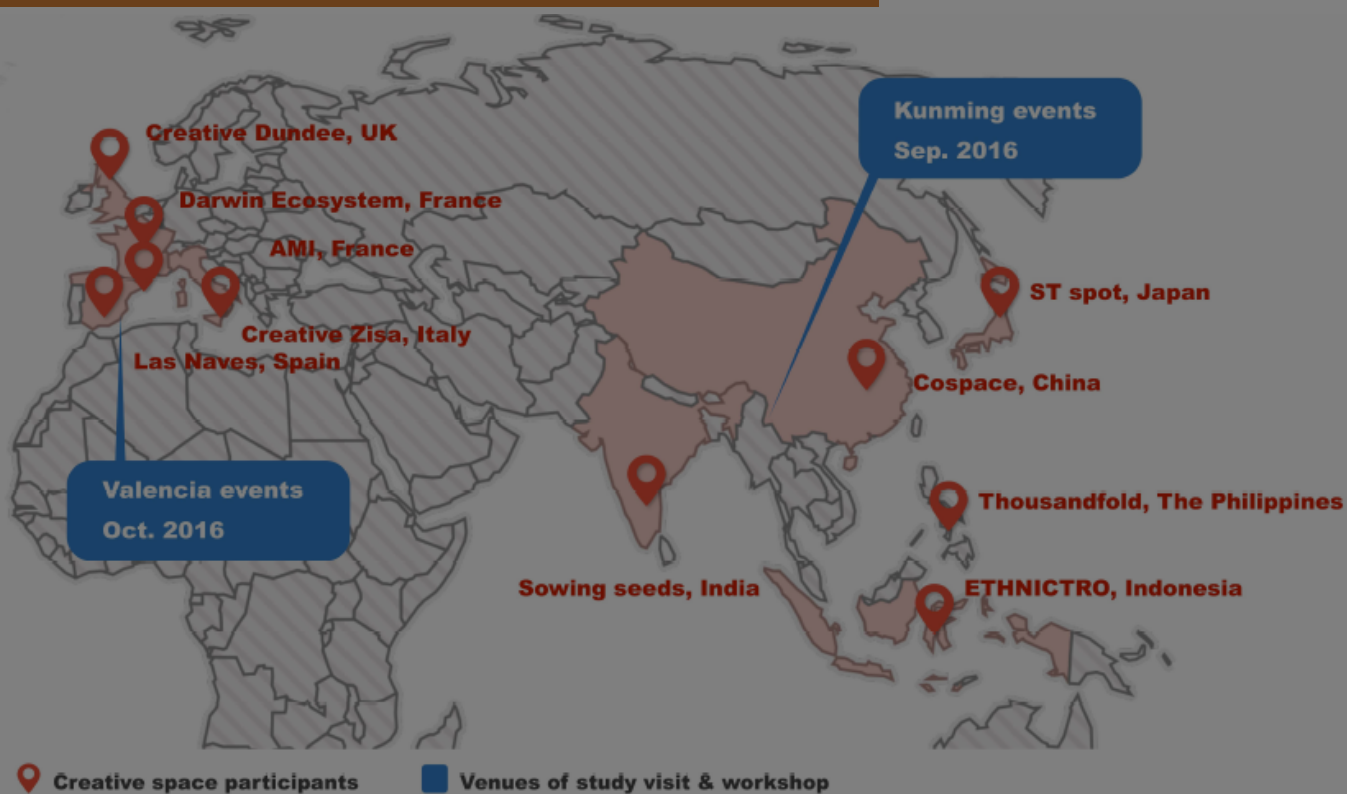 Kunming events
Sep. 2016
Creative Dundee, UK
Darwin Ecosystem, France
AMI, France
ST spot, Japan
Creative Zisa, Italy
Las Naves, Spain
Cospace, China
Valencia events
Oct. 2016
Thousandfold, The Philippines
Sowing seeds, India
ETHNICTRO, Indonesia
Creative space participants
Venues of study visit & workshop